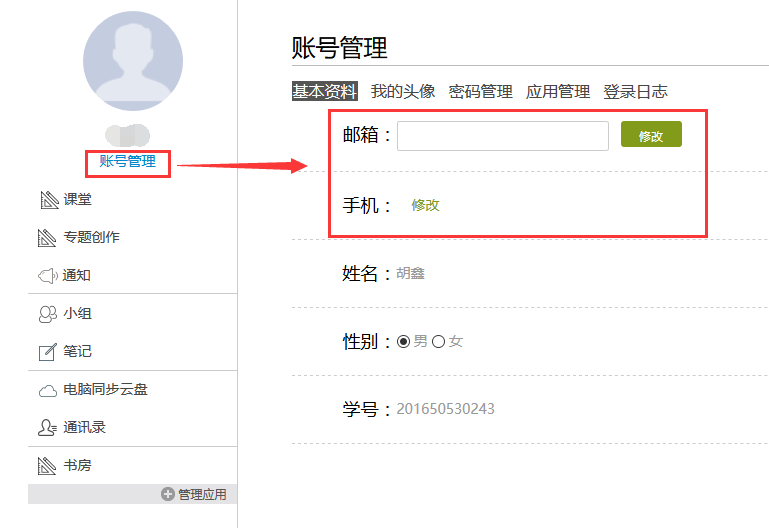 账号管理
课堂
专题创作
通知
小组
笔记
电脑同步云盘
通讯录
书房
管理应用
账号管理
基本资料 我的头像 密码管理 应用管理 登录日志
邮箱： 修改
手机： 修改
姓名：胡鑫
性别：男 女
学号：201650530243